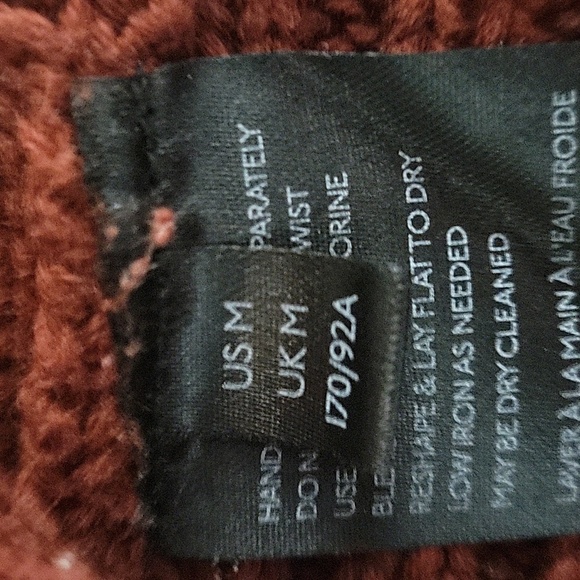 US M
UK M
170/92A
HAND PARATELY
DO N WIST
USE ORINE
BLE
RESHAPE & LAY FLAT TO DRY
LOW IRON AS NEEDED
MAY BE DRY CLEANED
LAVER À LA MAIN À L'EAU FROIDE